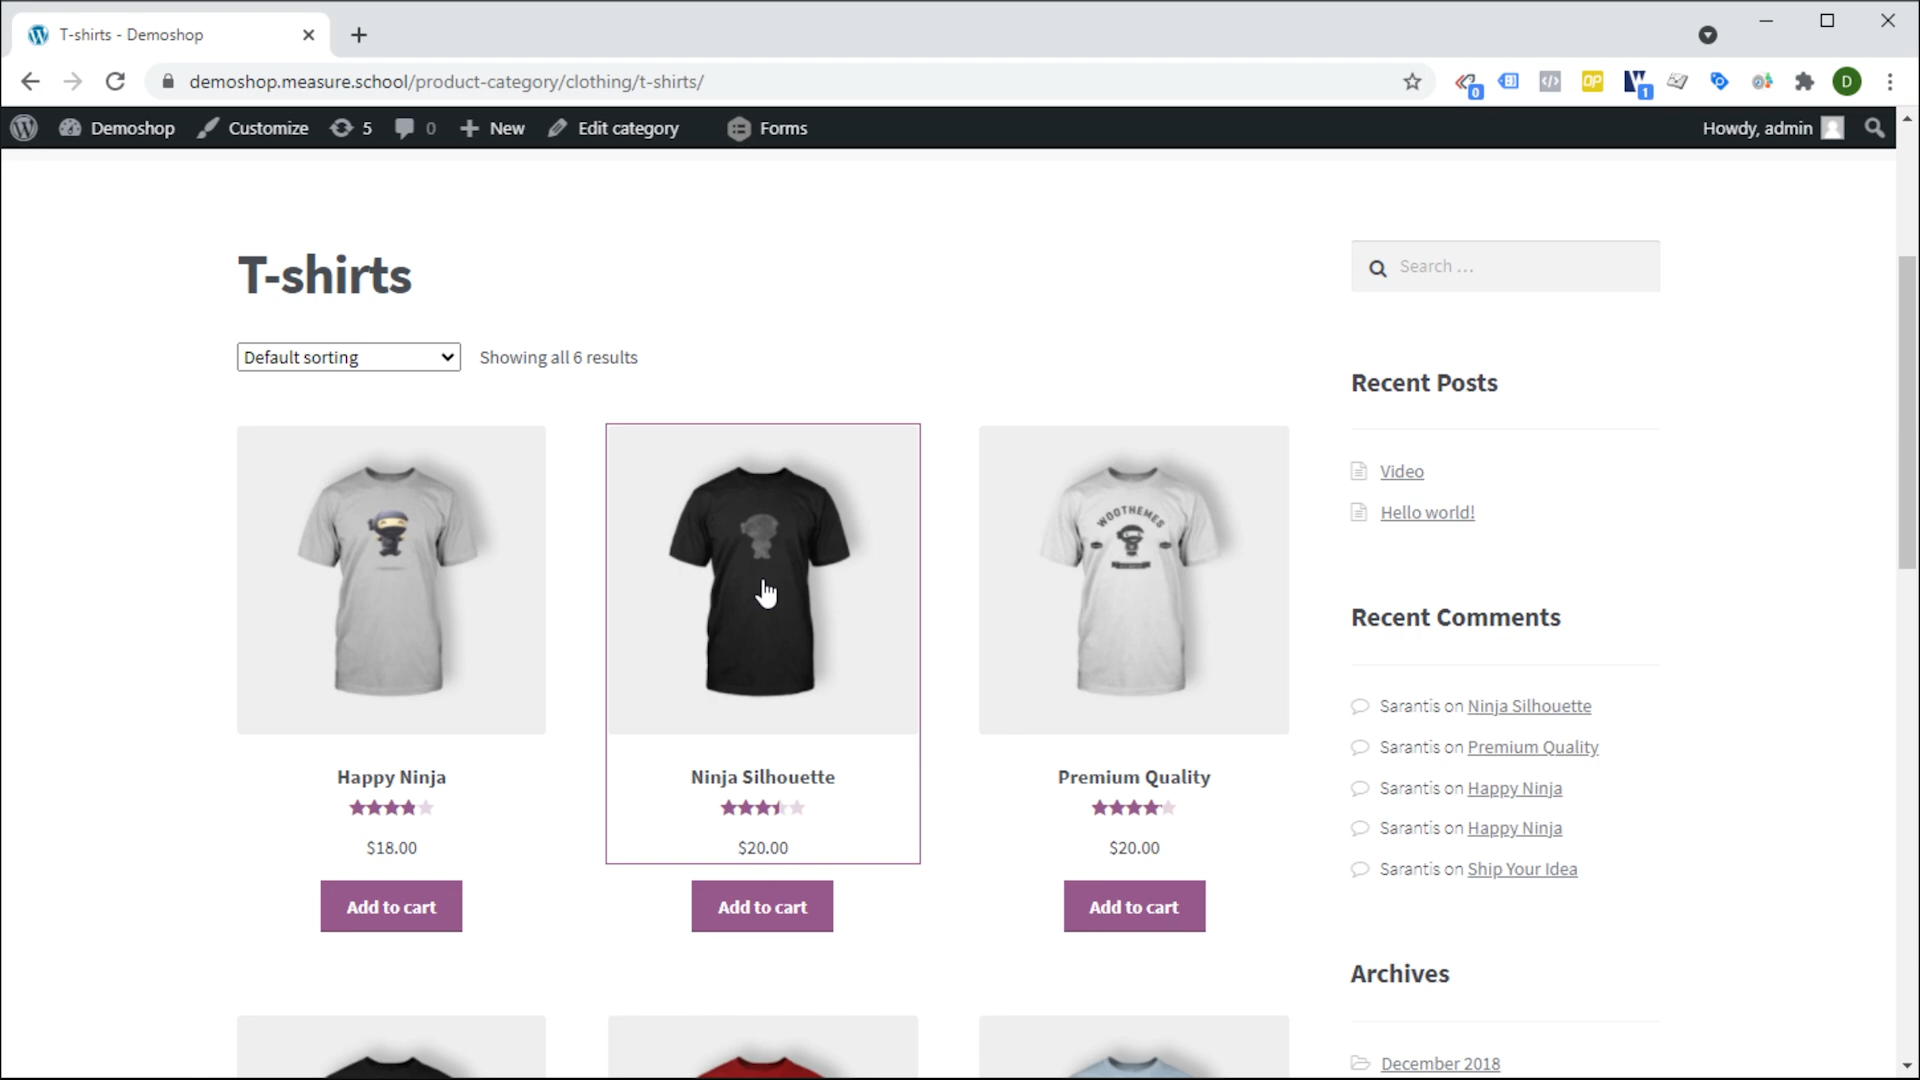 T-shirts - Demoshop
demoshop.measure.school/product-category/clothing/t-shirts/
0
DP
1
D
Demoshop
Customize
5
0
New
Edit category
Forms
Howdy, admin
T-shirts
Search …
Default sorting
Showing all 6 results
WOOTHEMES
Happy Ninja
$18.00
Add to cart
Ninja Silhouette
$20.00
Add to cart
Premium Quality
$20.00
Add to cart
Recent Posts
Video
Hello world!
Recent Comments
Sarantis on Ninja Silhouette
Sarantis on Premium Quality
Sarantis on Happy Ninja
Sarantis on Happy Ninja
Sarantis on Ship Your Idea
Archives
December 2018